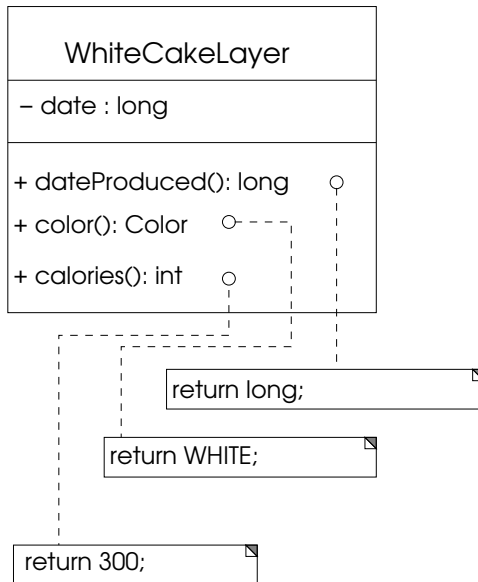 WhiteCakeLayer
– date : long
+ dateProduced(): long
+ color(): Color
+ calories(): int
return long;
return WHITE;
return 300;